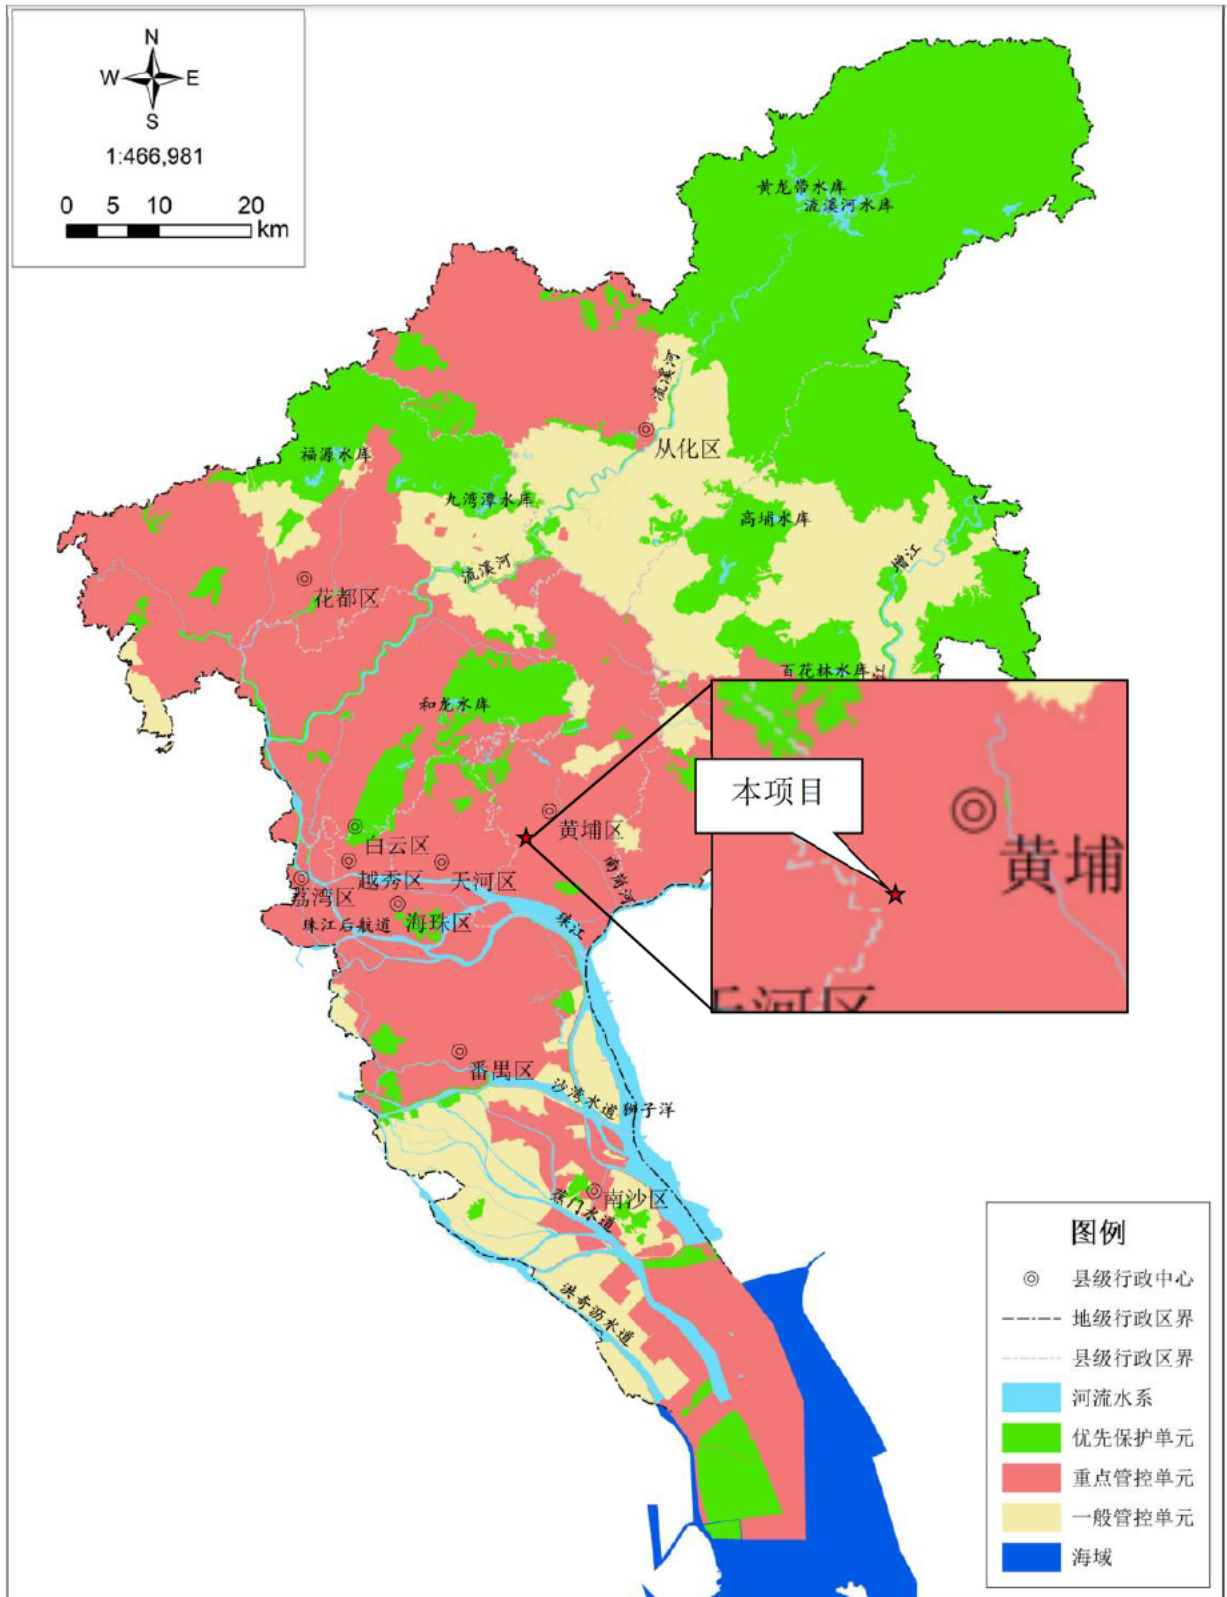 N
W E
S
1:466,981
0 5 10 20
km
黄龙带水库
流溪河水库
流溪河
从化区
福源水库
九湾潭水库
高埔水库
增江
流溪河
花都区
百花林水库
江
和龙水库
本项目
黄埔区
黄埔
白云区
南岗河
越秀区
天河区
荔湾区
海珠区
珠江
珠江后航道
天河区
番禺区
沙湾水道
狮子洋
南沙区
蕉门水道
洪奇沥水道
图例
县级行政中心
地级行政区界
县级行政区界
河流水系
优先保护单元
重点管控单元
一般管控单元
海域